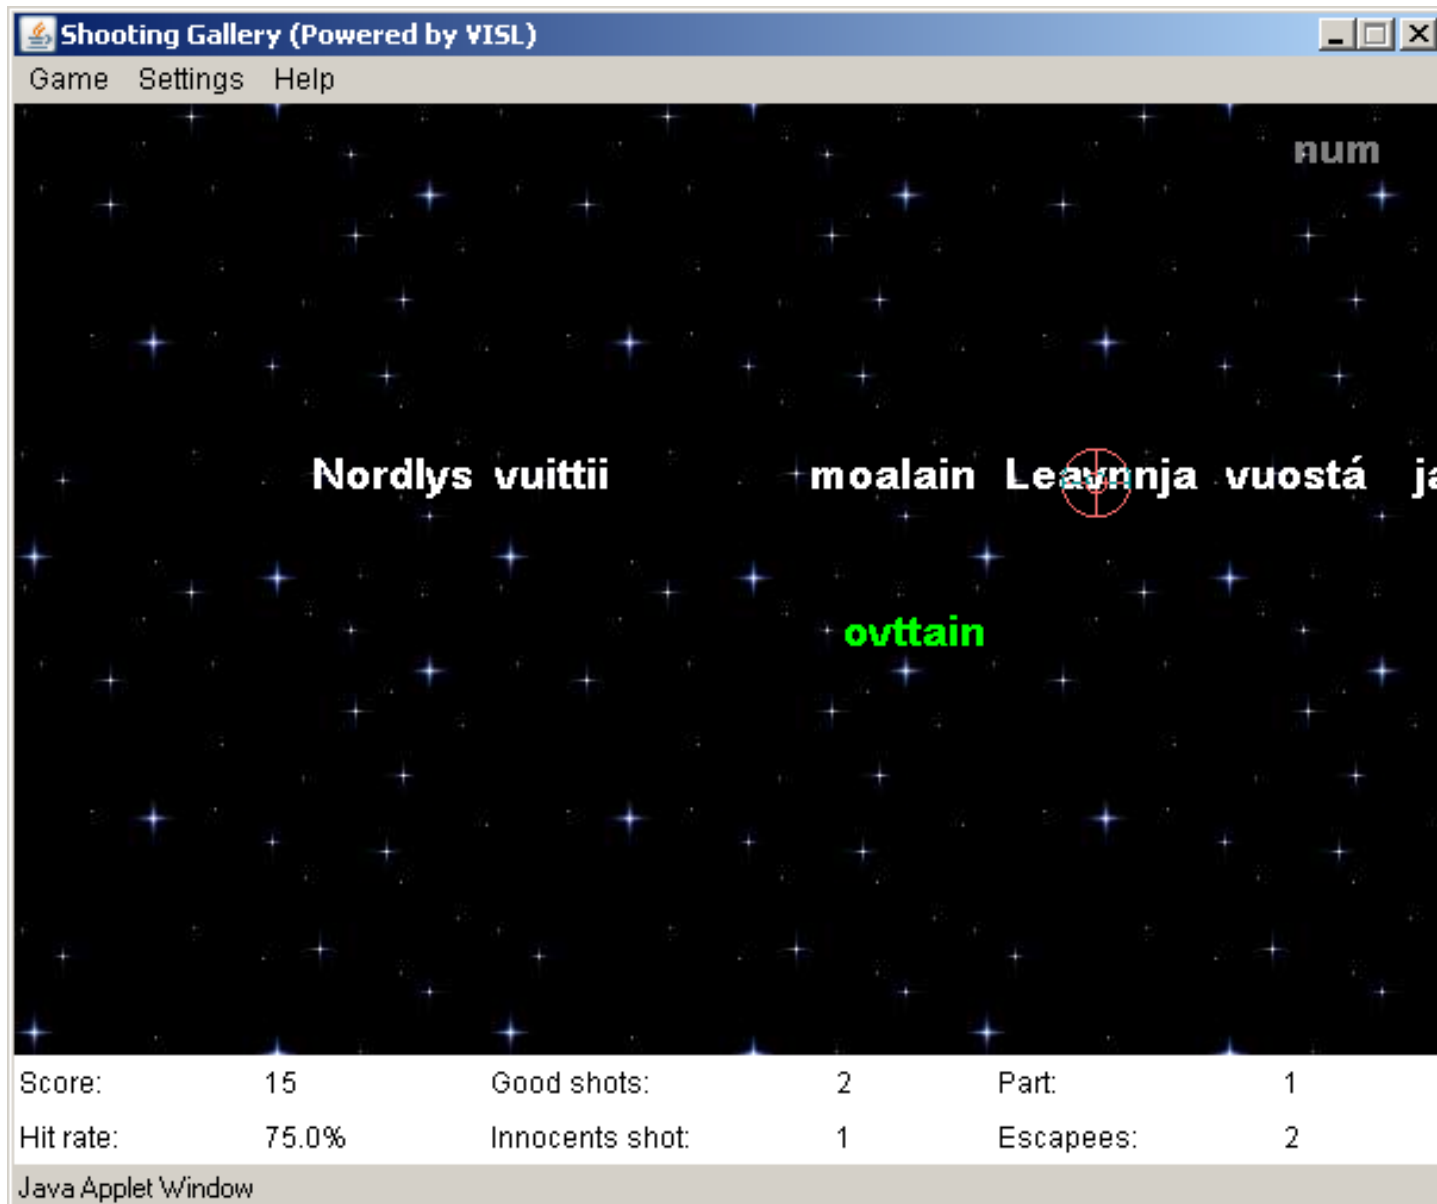 Shooting Gallery (Powered by VISL)
Game Settings Help
num
Nordlys vuittii moalain Leavnnja vuostá ja
ovttain
Score: 15 Good shots: 2 Part: 1
Hit rate: 75.0% Innocents shot: 1 Escapees: 2
Java Applet Window